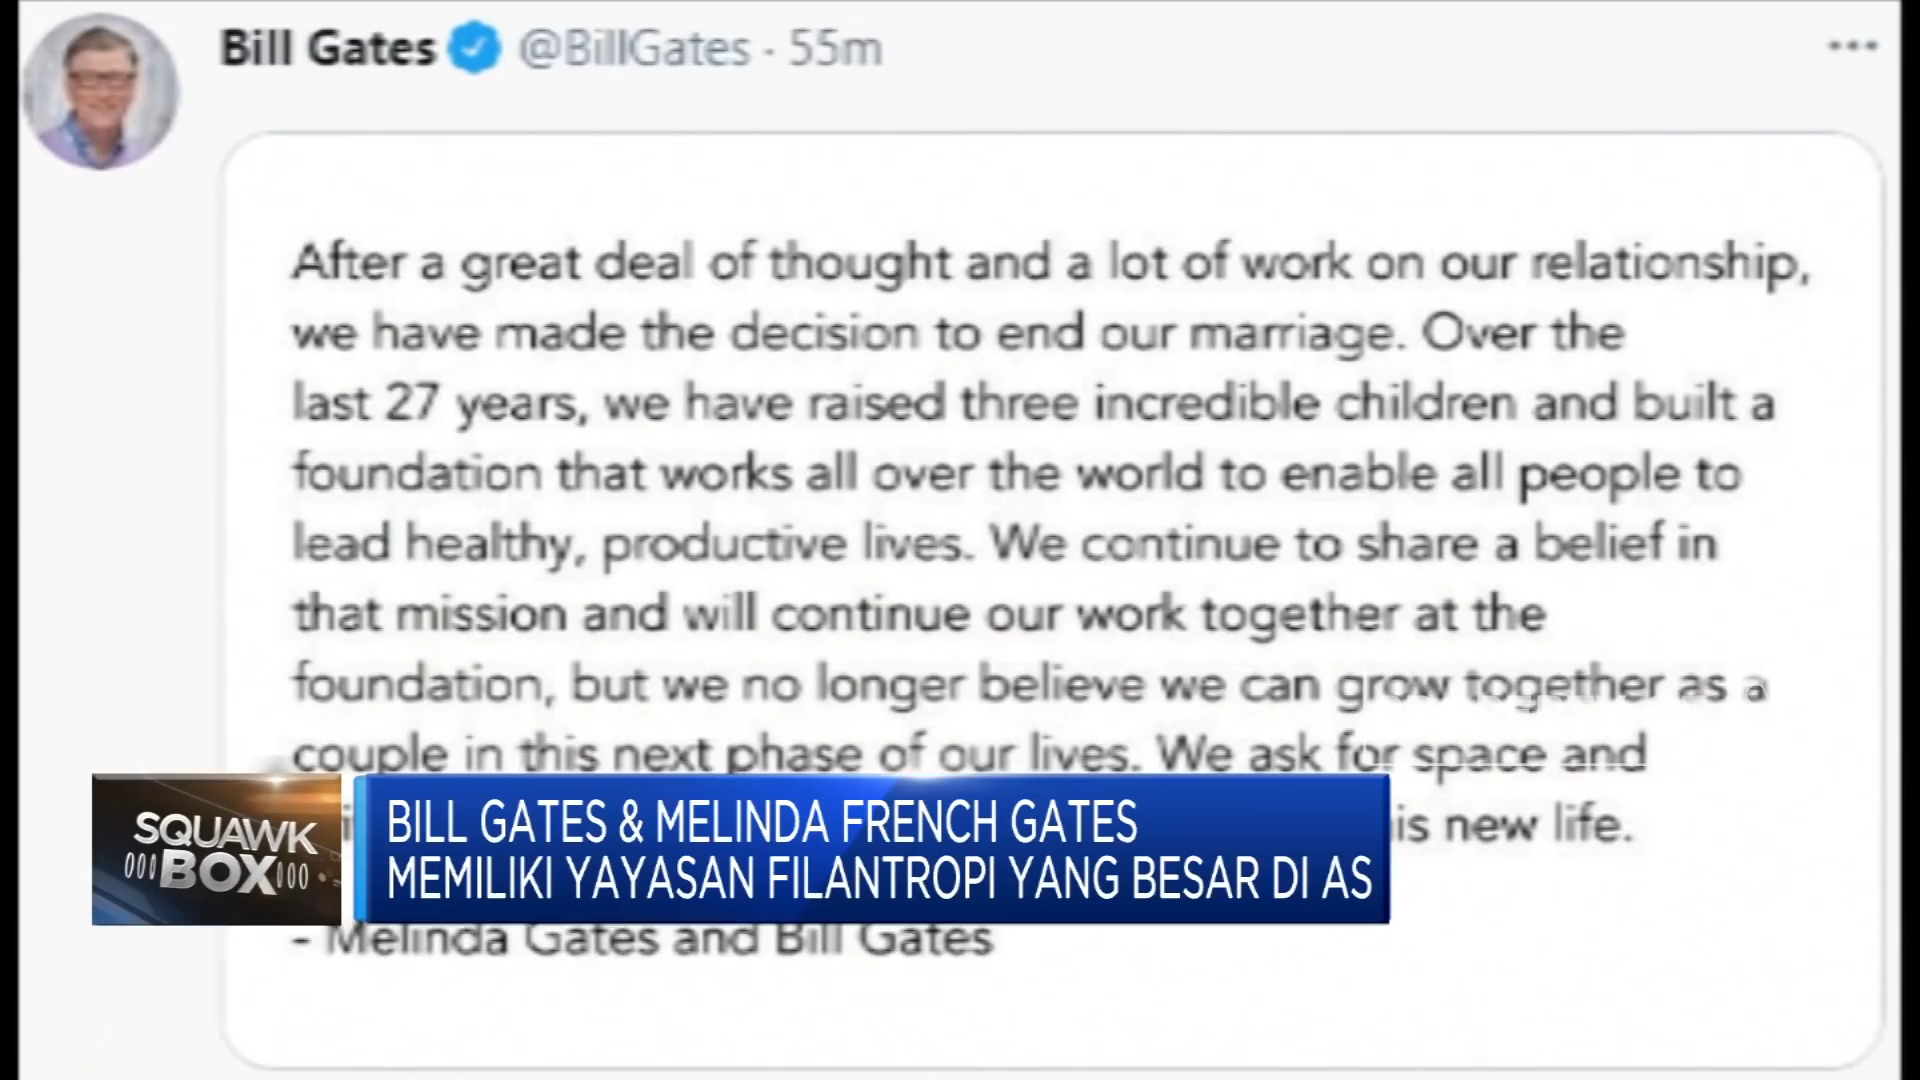 Bill Gates @BillGates · 55m
After a great deal of thought and a lot of work on our relationship,
we have made the decision to end our marriage. Over the
last 27 years, we have raised three incredible children and built a
foundation that works all over the world to enable all people to
lead healthy, productive lives. We continue to share a belief in
that mission and will continue our work together at the
foundation, but we no longer believe we can grow together as a
couple in this next phase of our lives. We ask for space and
new life.
- Melinda Gates and Bill Gates
SQUAWK
BOX
BILL GATES & MELINDA FRENCH GATES
MEMILIKI YAYASAN FILANTROPI YANG BESAR DI AS